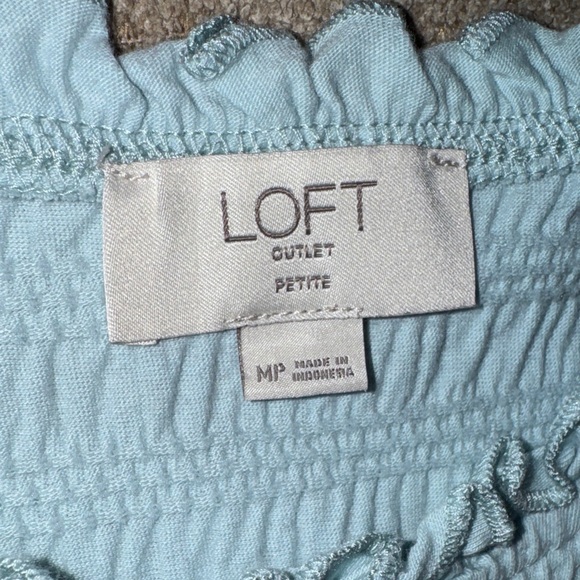 LOFT
OUTLET
PETITE
MP MADE IN
INDONESIA